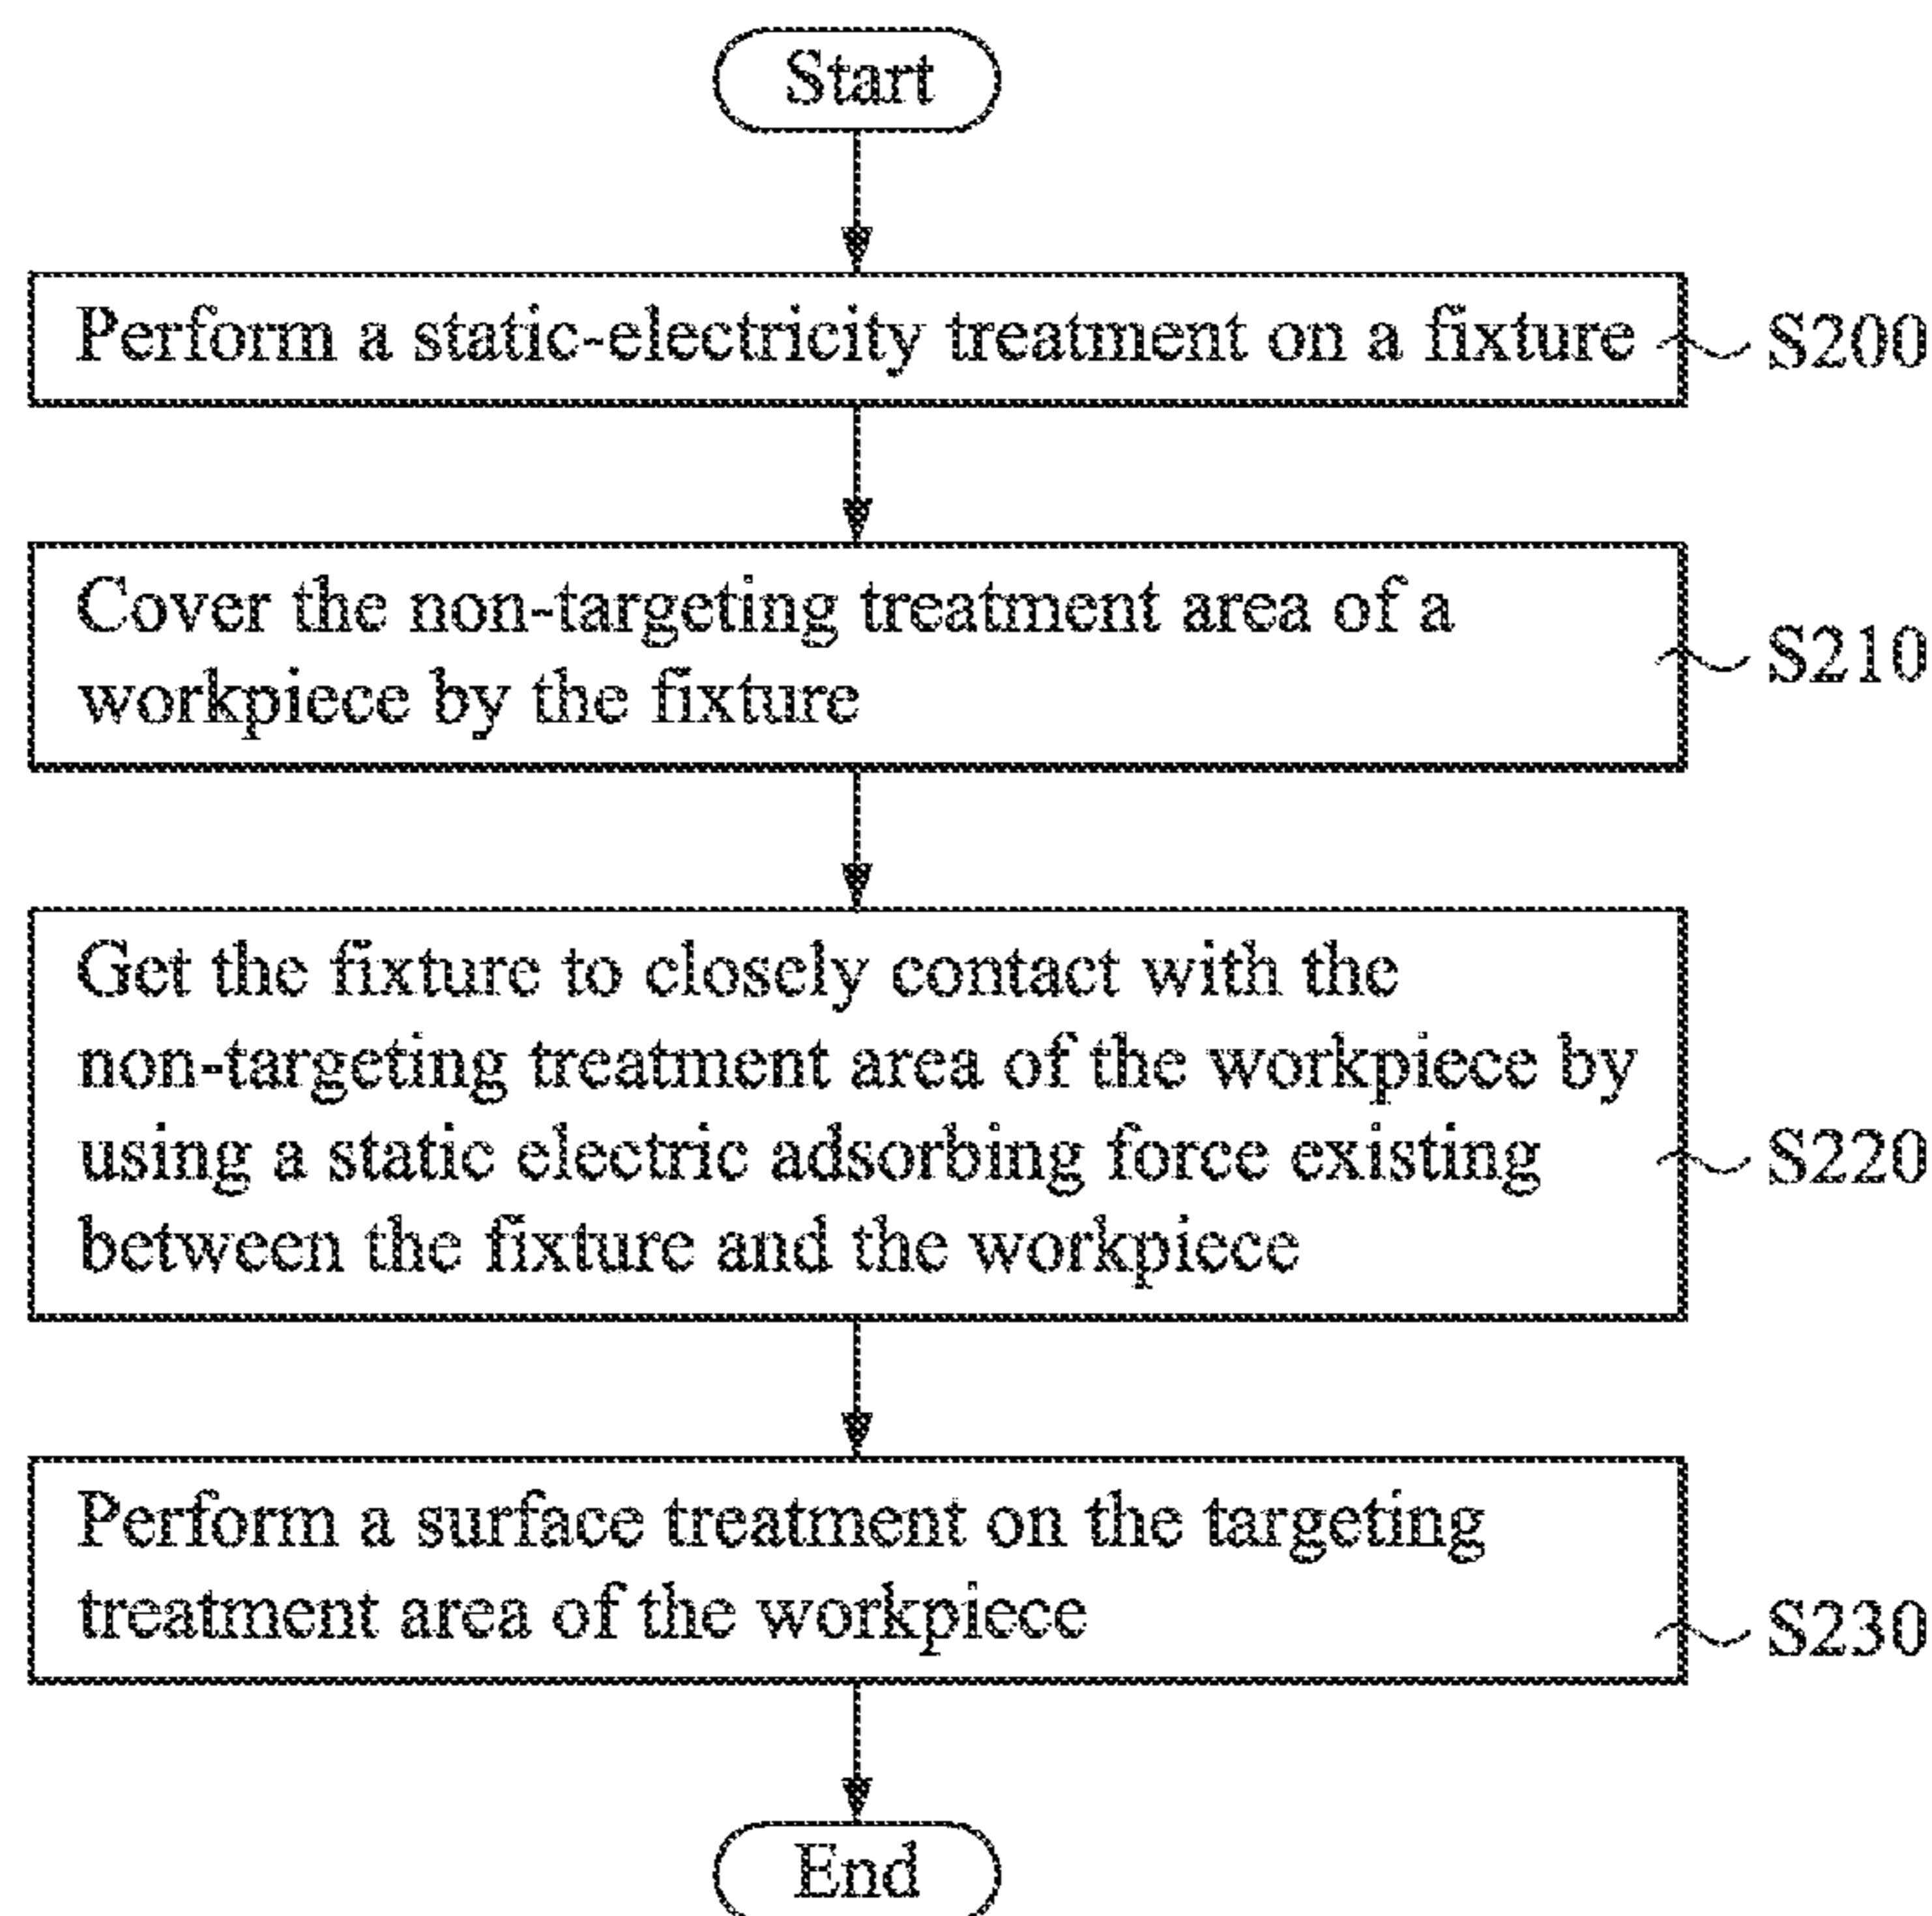 Start
Perform a static-electricity treatment on a fixture
S200
Cover the non-targeting treatment area of a
workpiece by the fixture
S210
Get the fixture to closely contact with the
non-targeting treatment area of the workpiece by
using a static electric adsorbing force existing
between the fixture and the workpiece
S220
Perform a surface treatment on the targeting
treatment area of the workpiece
S230
End